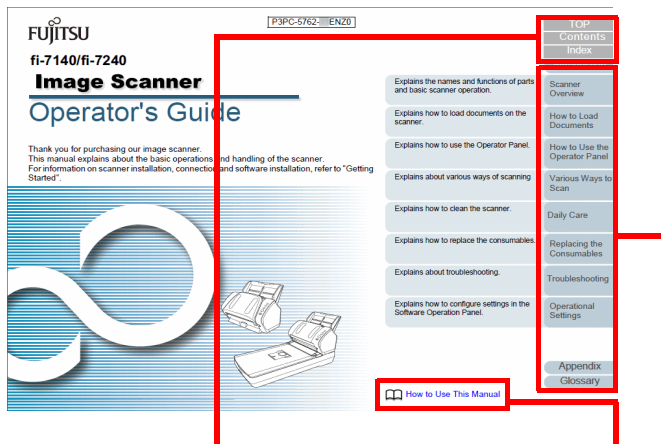 FUJITSU
P3PC-5762- ENZ0
TOP
Contents
Index
fi-7140/fi-7240
Image Scanner
Operator's Guide
Thank you for purchasing our image scanner.
This manual explains about the basic operations and handling of the scanner.
For information on scanner installation, connection and software installation, refer to "Getting
Started".
Explains the names and functions of parts
and basic scanner operation.
Scanner
Overview
Explains how to load documents on the
scanner.
How to Load
Documents
Explains how to use the Operator Panel.
How to Use the
Operator Panel
Explains about various ways of scanning
Various Ways to
Scan
Explains how to clean the scanner.
Daily Care
Explains how to replace the consumables.
Replacing the
Consumables
Explains about troubleshooting.
Troubleshooting
Explains how to configure settings in the
Software Operation Panel.
Operational
Settings
Appendix
Glossary
How to Use This Manual